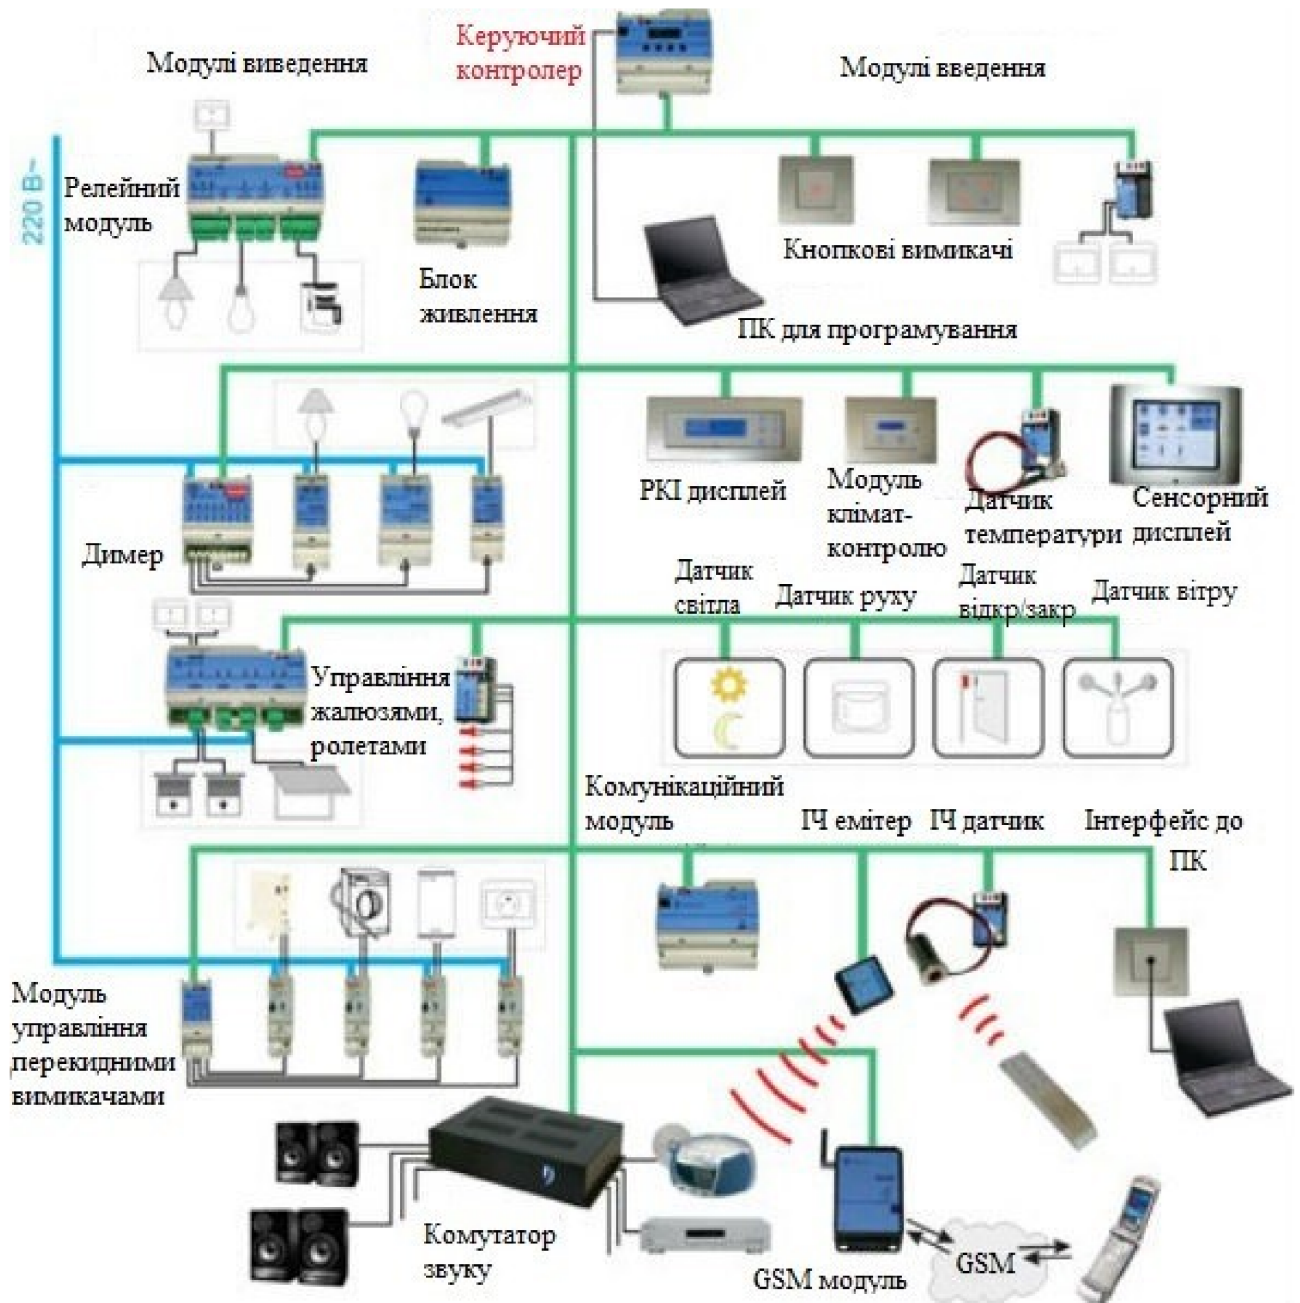 Керуючий
контролер
Модулі виведення
Модулі введення
220 В~
Релейний
модуль
Блок
живлення
Кнопкові вимикачі
ПК для програмування
РКІ дисплей
Модуль
клімат-
контролю
Датчик
температури
Сенсорний
дисплей
Димер
Датчик
світла
Датчик руху
Датчик
відкр/закр
Датчик вітру
Управління
жалюзями,
ролетами
Комунікаційний
модуль
ІЧ емітер
ІЧ датчик
Інтерфейс до
ПК
Модуль
управління
перекидними
вимикачами
Комутатор
звуку
GSM модуль
GSM